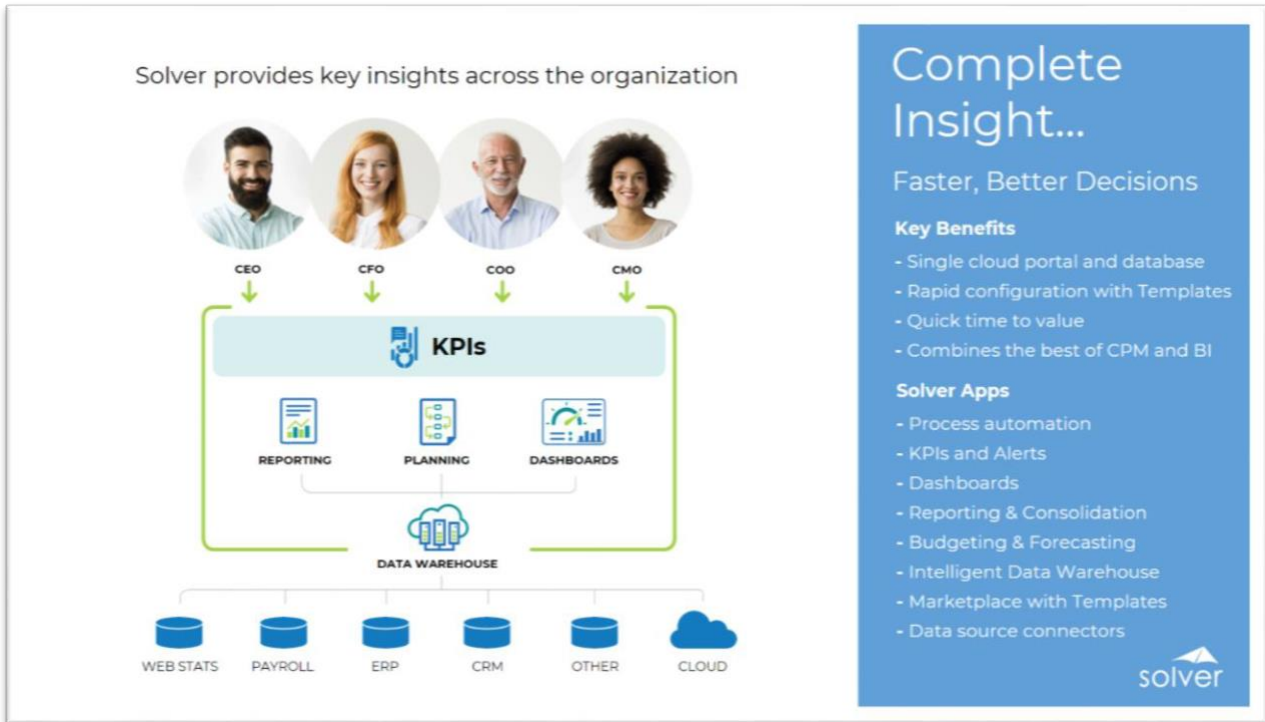 Solver provides key insights across the organization
CEO
CFO
COO
CMO
KPIs
REPORTING
PLANNING
DASHBOARDS
DATA WAREHOUSE
WEB STATS
PAYROLL
ERP
CRM
OTHER
CLOUD
Complete
Insight...
Faster, Better Decisions
Key Benefits
- Single cloud portal and database
- Rapid configuration with Templates
- Quick time to value
- Combines the best of CPM and BI
Solver Apps
- Process automation
- KPIs and Alerts
- Dashboards
- Reporting & Consolidation
- Budgeting & Forecasting
- Intelligent Data Warehouse
- Marketplace with Templates
- Data source connectors
solver